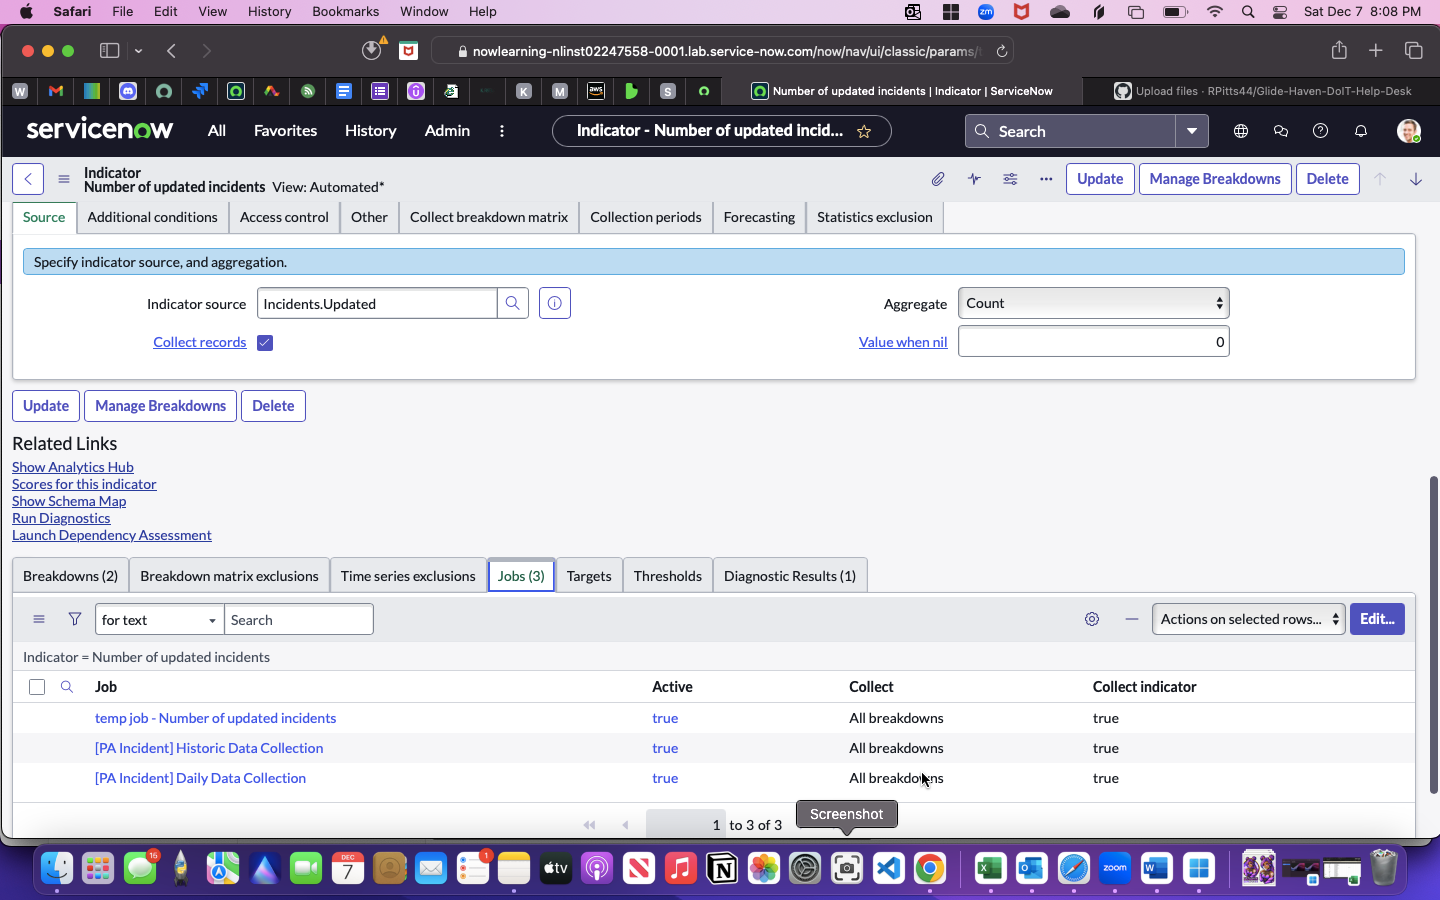 Safari File Edit View History Bookmarks Window Help zm Sat Dec 7 8:08 PM
nowlearning-nlinst02247558-0001.lab.service-now.com/now/nav/ui/classic/params/
W K M aws S Number of updated incidents | Indicator | ServiceNow Upload files · RPitts44/Glide-Haven-DoIT-Help-Desk
servicenow All Favorites History Admin Indicator - Number of updated incid... Search
Indicator
Number of updated incidents View: Automated*
Update Manage Breakdowns Delete
Source Additional conditions Access control Other Collect breakdown matrix Collection periods Forecasting Statistics exclusion
Specify indicator source, and aggregation.
Indicator source Incidents.Updated Aggregate Count
Collect records Value when nil 0
Update Manage Breakdowns Delete
Related Links
Show Analytics Hub
Scores for this indicator
Show Schema Map
Run Diagnostics
Launch Dependency Assessment
Breakdowns (2) Breakdown matrix exclusions Time series exclusions Jobs (3) Targets Thresholds Diagnostic Results (1)
for text Search Actions on selected rows... Edit...
Indicator = Number of updated incidents
Job Active Collect Collect indicator
temp job - Number of updated incidents true All breakdowns true
[PA Incident] Historic Data Collection true All breakdowns true
[PA Incident] Daily Data Collection true All breakdowns true
1 to 3 of 3
Screenshot
16 DEC 7 1 tv zoom